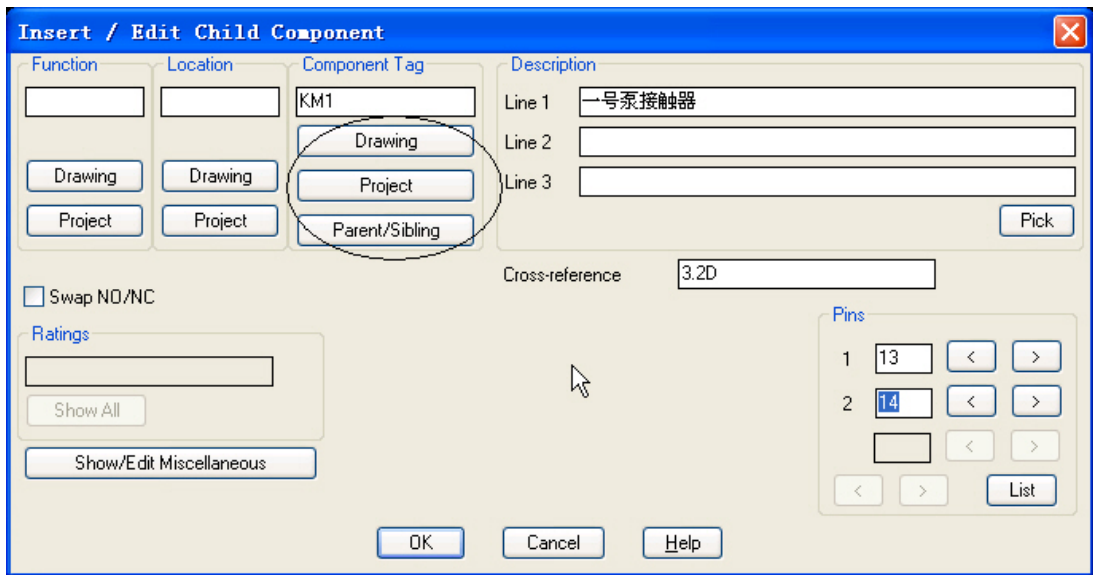 Insert / Edit Child Component
Function
Location
Component Tag
Description
KM1
Line 1
一号泵接触器
Drawing
Line 2
Drawing
Drawing
Project
Line 3
Project
Project
Parent/Sibling
Pick
Cross-reference
3.2D
Swap NO/NC
Ratings
Pins
1
13
<
>
Show All
2
14
<
>
<
>
Show/Edit Miscellaneous
<
>
List
OK
Cancel
Help